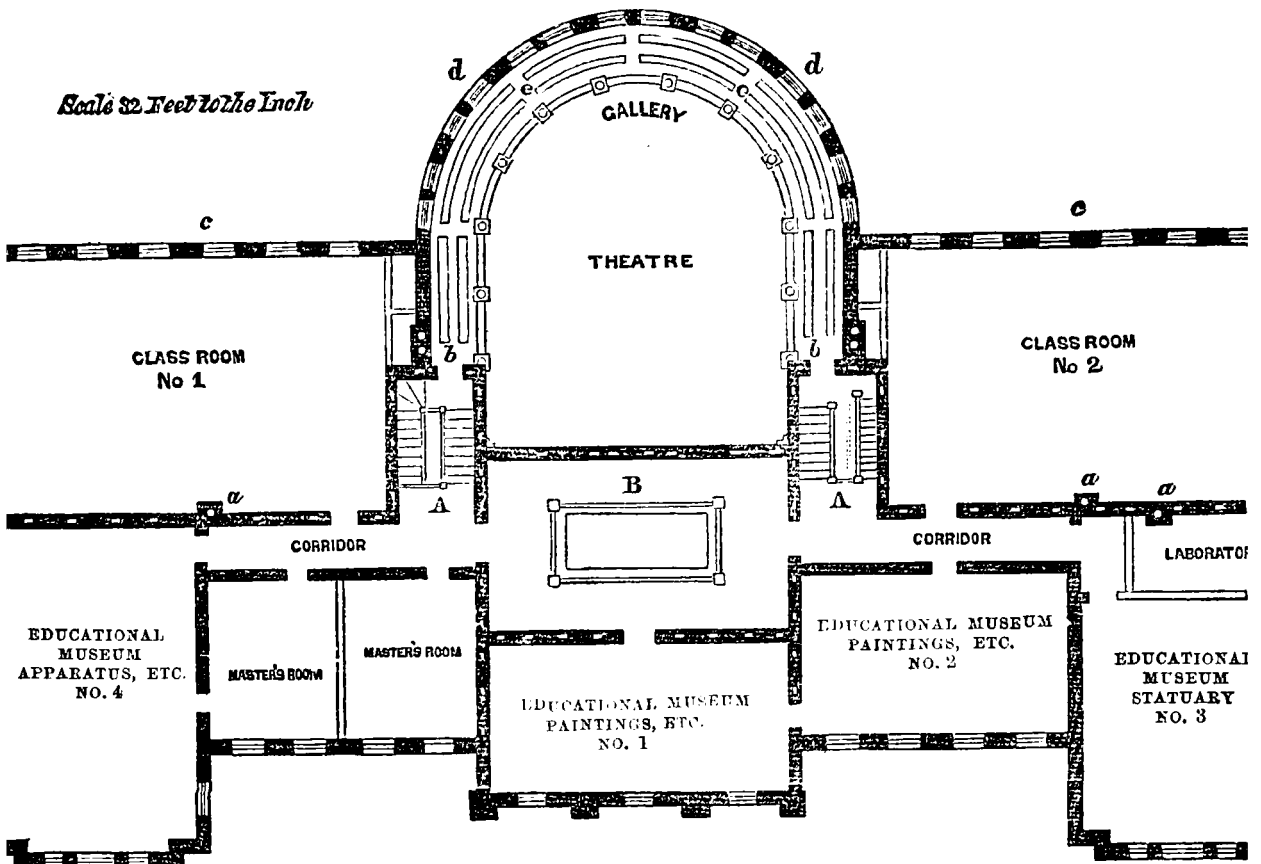 Scale 32 Feet to the Inch
d
d
e
e
GALLERY
c
c
THEATRE
CLASS ROOM
No 1
CLASS ROOM
No 2
b
b
a
A
B
A
a
a
CORRIDOR
CORRIDOR
LABORATOR
EDUCATIONAL
MUSEUM
APPARATUS, ETC.
NO. 4
MASTER'S ROOM
MASTER'S ROOM
EDUCATIONAL MUSEUM
PAINTINGS, ETC.
NO. 1
EDUCATIONAL MUSEUM
PAINTINGS, ETC.
NO. 2
EDUCATIONAL
MUSEUM
STATUARY
NO. 3